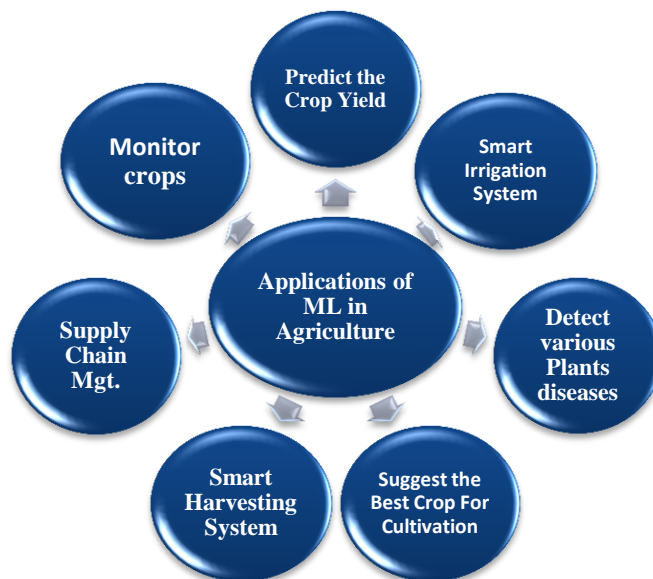 Predict the
Crop Yield
Monitor
crops
Smart
Irrigation
System
Applications of
ML in
Agriculture
Supply
Chain
Mgt.
Detect
various
Plants
diseases
Smart
Harvesting
System
Suggest the
Best Crop For
Cultivation